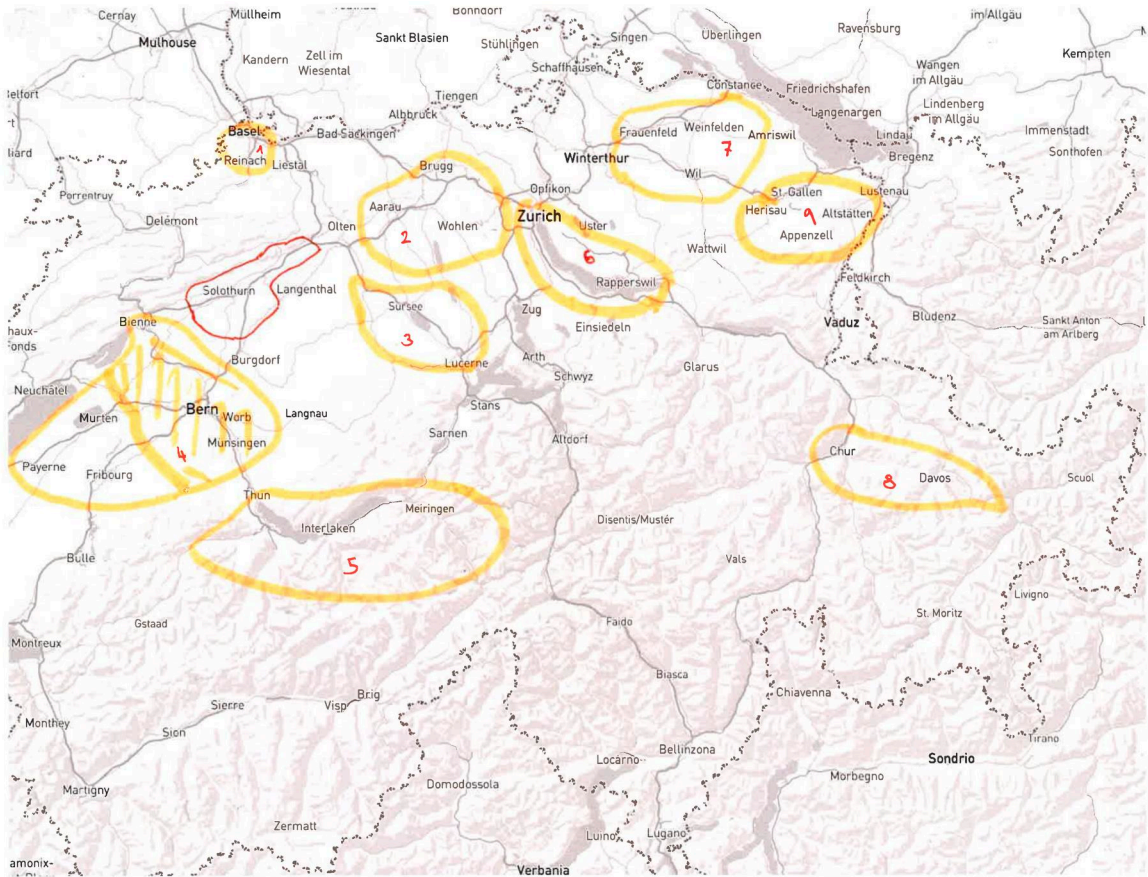 Cernay
Müllheim
Bonndorf
im Allgäu
Mulhouse
Sankt Blasien
Stühlingen
Singen
Überlingen
Ravensburg
Kempten
Kandern
Zell im
Wiesental
Schaffhausen
Wangen
im Allgäu
Tiengen
Constance
Friedrichshafen
Albbruck
Langenargen
Lindenberg
im Allgäu
Basel
1
Bad Säckingen
Frauenfeld
Weinfelden
Amriswil
Lindau
Immenstadt
Reinach
Liestal
Brugg
Winterthur
7
Bregenz
Sonthofen
Porrentruy
Wil
Opfikon
St. Gallen
Lustenau
Aarau
Zurich
Herisau
9
Altstätten
Delémont
Olten
2
Wohlen
Uster
Appenzell
6
Wattwil
Solothurn
Langenthal
Rapperswil
Feldkirch
Sursee
Zug
Bienne
Einsiedeln
Vaduz
Bludenz
Sankt Anton
am Arlberg
3
Burgdorf
Lucerne
Arth
Schwyz
Glarus
Neuchâtel
Bern
Worb
Langnau
Stans
Murten
Münsingen
Sarnen
Altdorf
4
Payerne
Fribourg
Chur
8
Davos
Scuol
Thun
Meiringen
Interlaken
Disentis/Mustér
5
Bulle
Vals
Livigno
Gstaad
St. Moritz
Faido
Montreux
Biasca
Brig
Chiavenna
Sierre
Visp
Monthey
Sion
Tirano
Bellinzona
Locarno
Sondrio
Domodossola
Morbegno
Martigny
Zermatt
Luino
Lugano
amonix-
Verbania